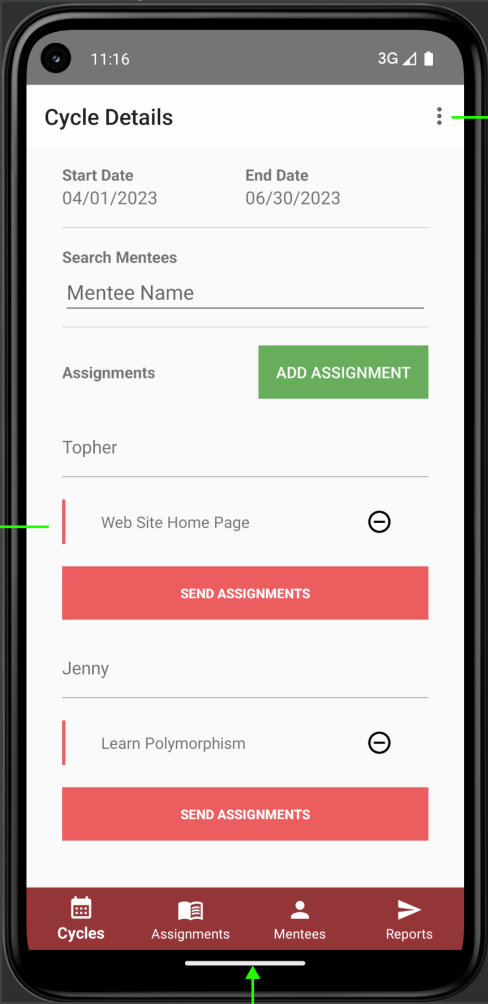 11:16 3G
Cycle Details
Start Date End Date
04/01/2023 06/30/2023
Search Mentees
Mentee Name
Assignments ADD ASSIGNMENT
Topher
Web Site Home Page
SEND ASSIGNMENTS
Jenny
Learn Polymorphism
SEND ASSIGNMENTS
Cycles Assignments Mentees Reports